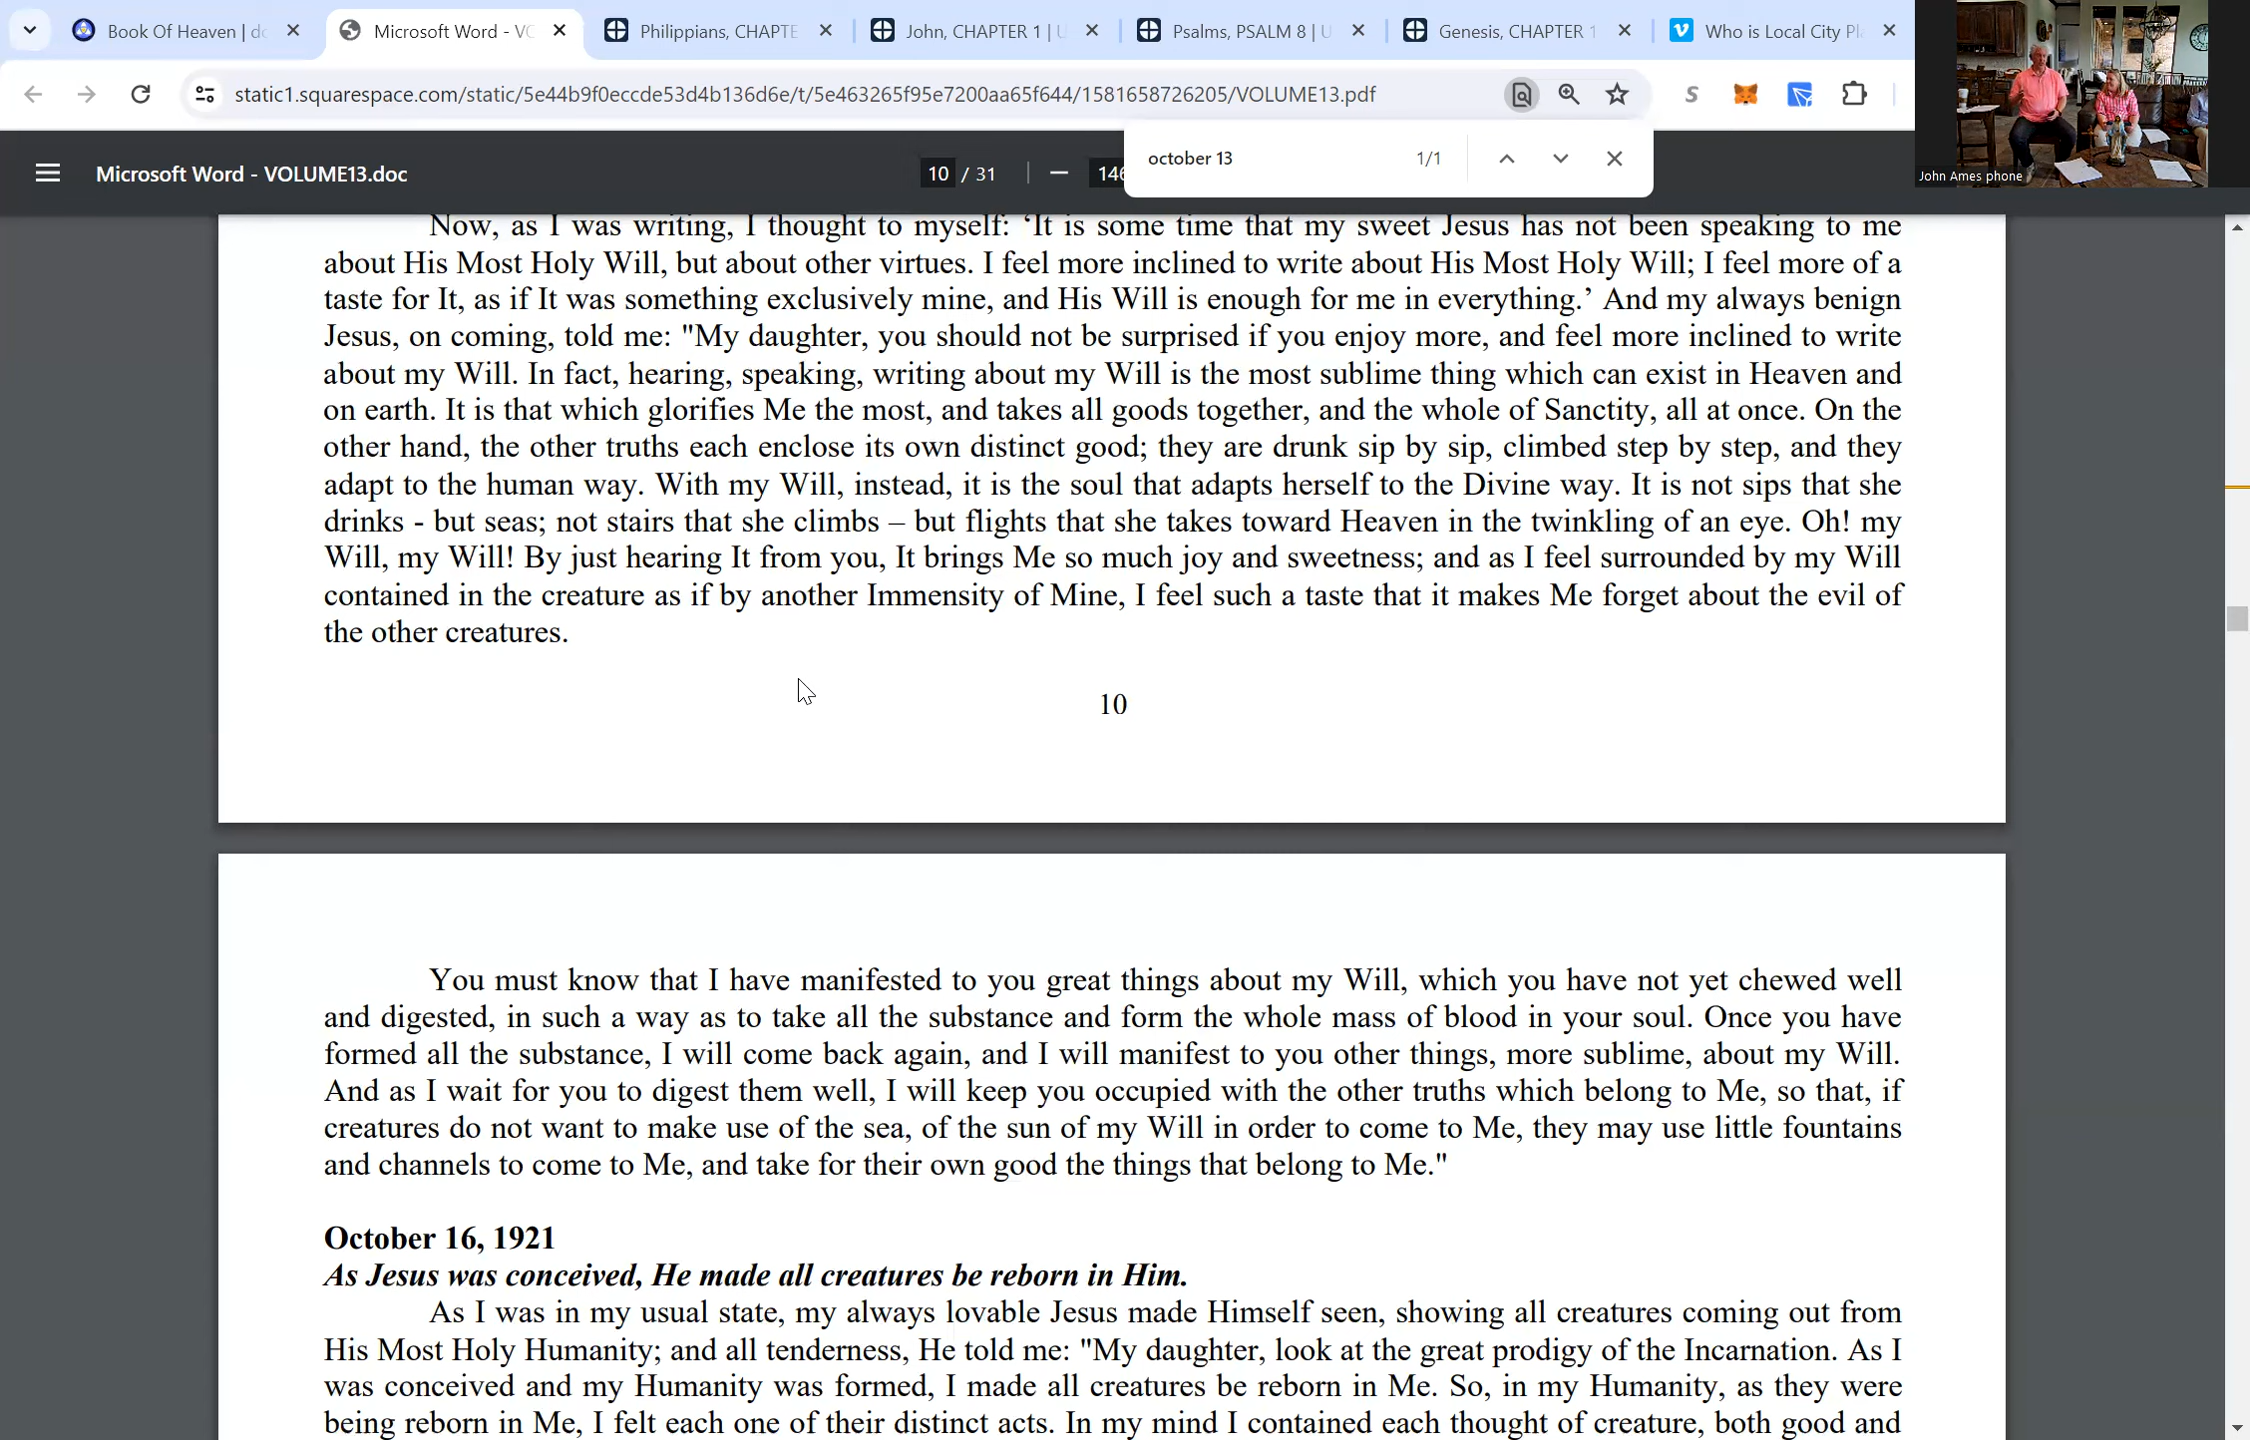 Book Of Heaven | do
Microsoft Word - VO
Philippians, CHAPTE
John, CHAPTER 1 | U
Psalms, PSALM 8 | U
Genesis, CHAPTER 1
Who is Local City Pl
static1.squarespace.com/static/5e44b9f0eccde53d4b136d6e/t/5e463265f95e7200aa65f644/1581658726205/VOLUME13.pdf
october 13 1/1
Microsoft Word - VOLUME13.doc 10 / 31 146
John Ames phone
Now, as I was writing, I thought to myself: ‘It is some time that my sweet Jesus has not been speaking to me
about His Most Holy Will, but about other virtues. I feel more inclined to write about His Most Holy Will; I feel more of a
taste for It, as if It was something exclusively mine, and His Will is enough for me in everything.’ And my always benign
Jesus, on coming, told me: "My daughter, you should not be surprised if you enjoy more, and feel more inclined to write
about my Will. In fact, hearing, speaking, writing about my Will is the most sublime thing which can exist in Heaven and
on earth. It is that which glorifies Me the most, and takes all goods together, and the whole of Sanctity, all at once. On the
other hand, the other truths each enclose its own distinct good; they are drunk sip by sip, climbed step by step, and they
adapt to the human way. With my Will, instead, it is the soul that adapts herself to the Divine way. It is not sips that she
drinks - but seas; not stairs that she climbs – but flights that she takes toward Heaven in the twinkling of an eye. Oh! my
Will, my Will! By just hearing It from you, It brings Me so much joy and sweetness; and as I feel surrounded by my Will
contained in the creature as if by another Immensity of Mine, I feel such a taste that it makes Me forget about the evil of
the other creatures.
10
You must know that I have manifested to you great things about my Will, which you have not yet chewed well
and digested, in such a way as to take all the substance and form the whole mass of blood in your soul. Once you have
formed all the substance, I will come back again, and I will manifest to you other things, more sublime, about my Will.
And as I wait for you to digest them well, I will keep you occupied with the other truths which belong to Me, so that, if
creatures do not want to make use of the sea, of the sun of my Will in order to come to Me, they may use little fountains
and channels to come to Me, and take for their own good the things that belong to Me."
October 16, 1921
As Jesus was conceived, He made all creatures be reborn in Him.
As I was in my usual state, my always lovable Jesus made Himself seen, showing all creatures coming out from
His Most Holy Humanity; and all tenderness, He told me: "My daughter, look at the great prodigy of the Incarnation. As I
was conceived and my Humanity was formed, I made all creatures be reborn in Me. So, in my Humanity, as they were
being reborn in Me, I felt each one of their distinct acts. In my mind I contained each thought of creature, both good and